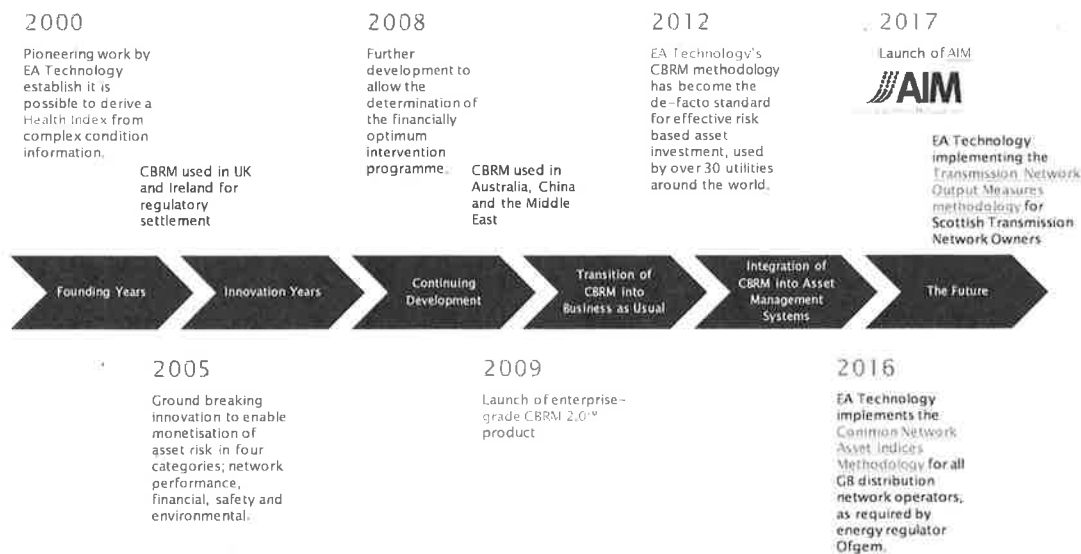 2000
Pioneering work by
EA Technology
establish it is
possible to derive a
Health Index from
complex condition
information.
CBRM used in UK
and Ireland for
regulatory
settlement
2008
Further
development to
allow the
determination of
the financially
optimum
intervention
programme.
CBRM used in
Australia, China
and the Middle
East
2012
EA Technology's
CBRM methodology
has become the
de-facto standard
for effective risk
based asset
investment, used
by over 30 utilities
around the world.
2017
Launch of AIM
AIM
EA Technology
implementing the
Transmission Network
Output Measures
methodology for
Scottish Transmission
Network Owners
Founding Years
Innovation Years
Continuing
Development
Transition of
CBRM into
Business as Usual
Integration of
CBRM into Asset
Management
Systems
The Future
2005
Ground breaking
innovation to enable
monetisation of
asset risk in four
categories; network
performance,
financial, safety and
environmental.
2009
Launch of enterprise-
grade CBRM 2.0
product
2016
EA Technology
implements the
Common Network
Asset Indices
Methodology for all
GB distribution
network operators,
as required by
energy regulator
Ofgem.